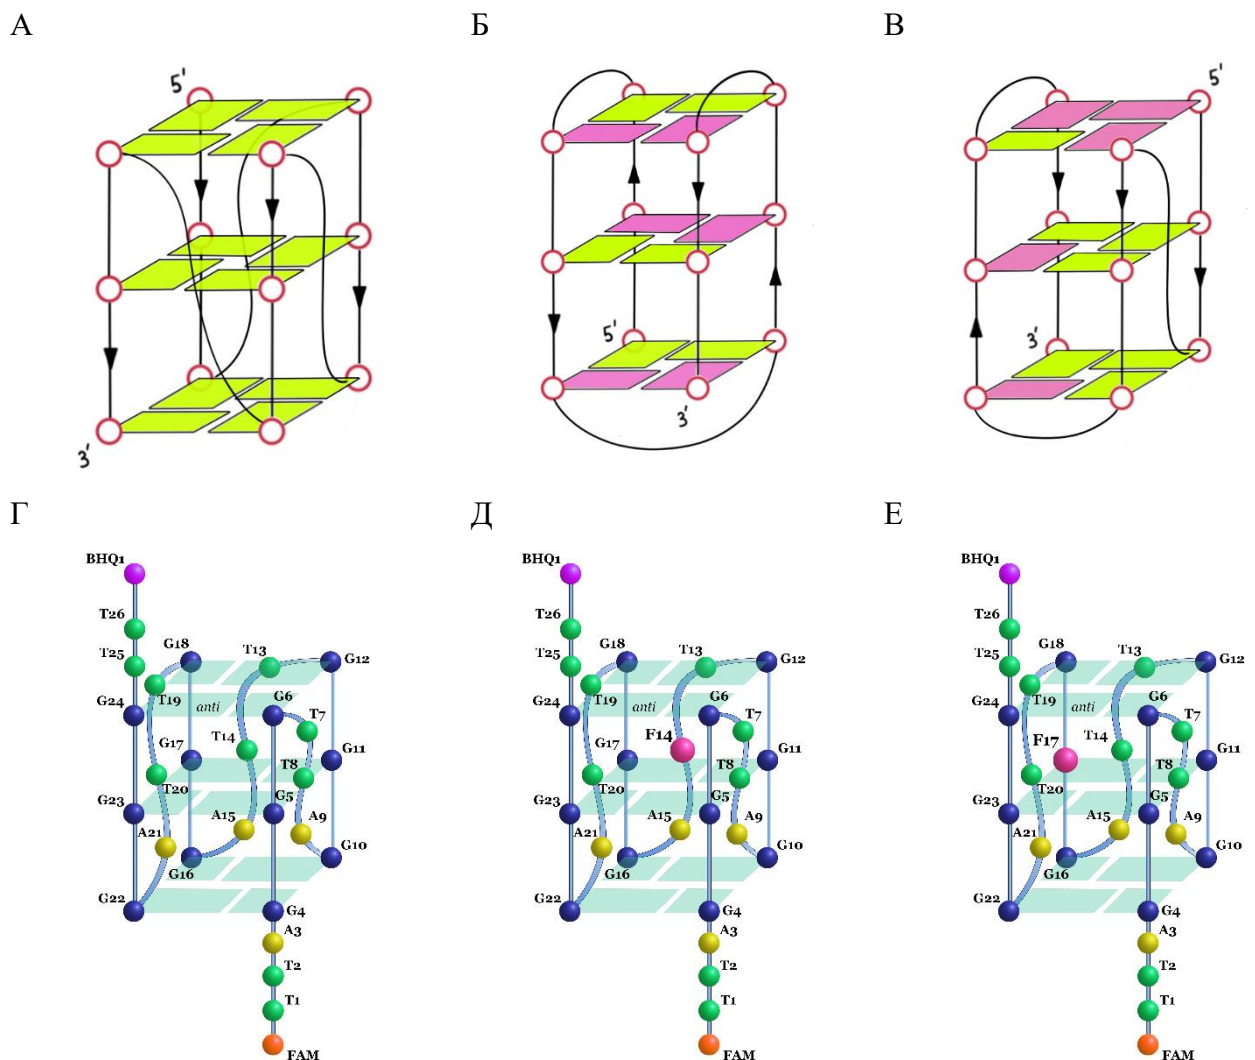 А Б В
5' 5'
5' 3'
3' 3'
Г Д Е
BHQ1 BHQ1 BHQ1
T26 T26 T26
T25 G18 T13 G12 T25 G18 T13 G12 T25 G18 T13 G12
G24 T19 anti G6 T7 G24 T19 anti G6 T7 G24 T19 anti G6 T7
G17 T14 T8 G11 G17 F14 T8 G11 F17 T14 T8 G11
G23 T20 G5 G23 T20 G5 G23 T20 G5
A21 A15 A9 G10 A21 A15 A9 G10 A21 A15 A9 G10
G22 G16 G4 G22 G16 G4 G22 G16 G4
A3 A3 A3
T2 T2 T2
T1 T1 T1
FAM FAM FAM